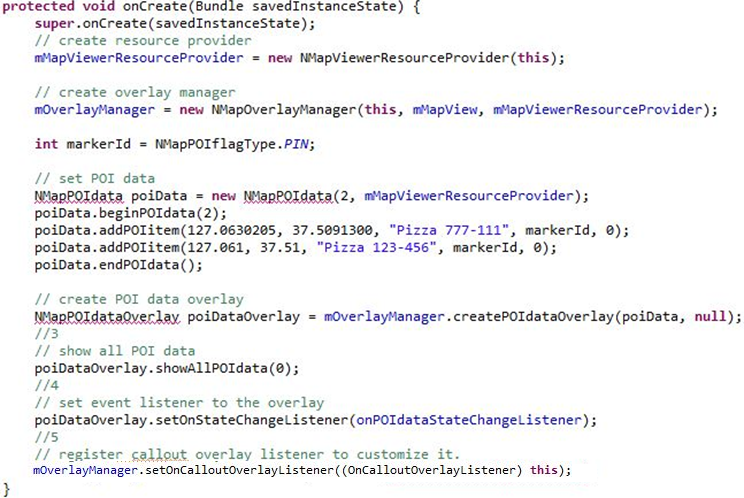 protected void onCreate(Bundle savedInstanceState) {
    super.onCreate(savedInstanceState);
    // create resource provider
    mMapViewerResourceProvider = new NMapViewerResourceProvider(this);

    // create overlay manager
    mOverlayManager = new NMapOverlayManager(this, mMapView, mMapViewerResourceProvider);

    int markerId = NMapPOIflagType.PIN;

    // set POI data
    NMapPOIdata poiData = new NMapPOIdata(2, mMapViewerResourceProvider);
    poiData.beginPOIdata(2);
    poiData.addPOIitem(127.0630205, 37.5091300, "Pizza 777-111", markerId, 0);
    poiData.addPOIitem(127.061, 37.51, "Pizza 123-456", markerId, 0);
    poiData.endPOIdata();

    // create POI data overlay
    NMapPOIdataOverlay poiDataOverlay = mOverlayManager.createPOIdataOverlay(poiData, null);
    //3
    // show all POI data
    poiDataOverlay.showAllPOIdata(0);
    //4
    // set event listener to the overlay
    poiDataOverlay.setOnStateChangeListener(onPOIdataStateChangeListener);
    //5
    // register callout overlay listener to customize it.
    mOverlayManager.setOnCalloutOverlayListener((OnCalloutOverlayListener) this);
}